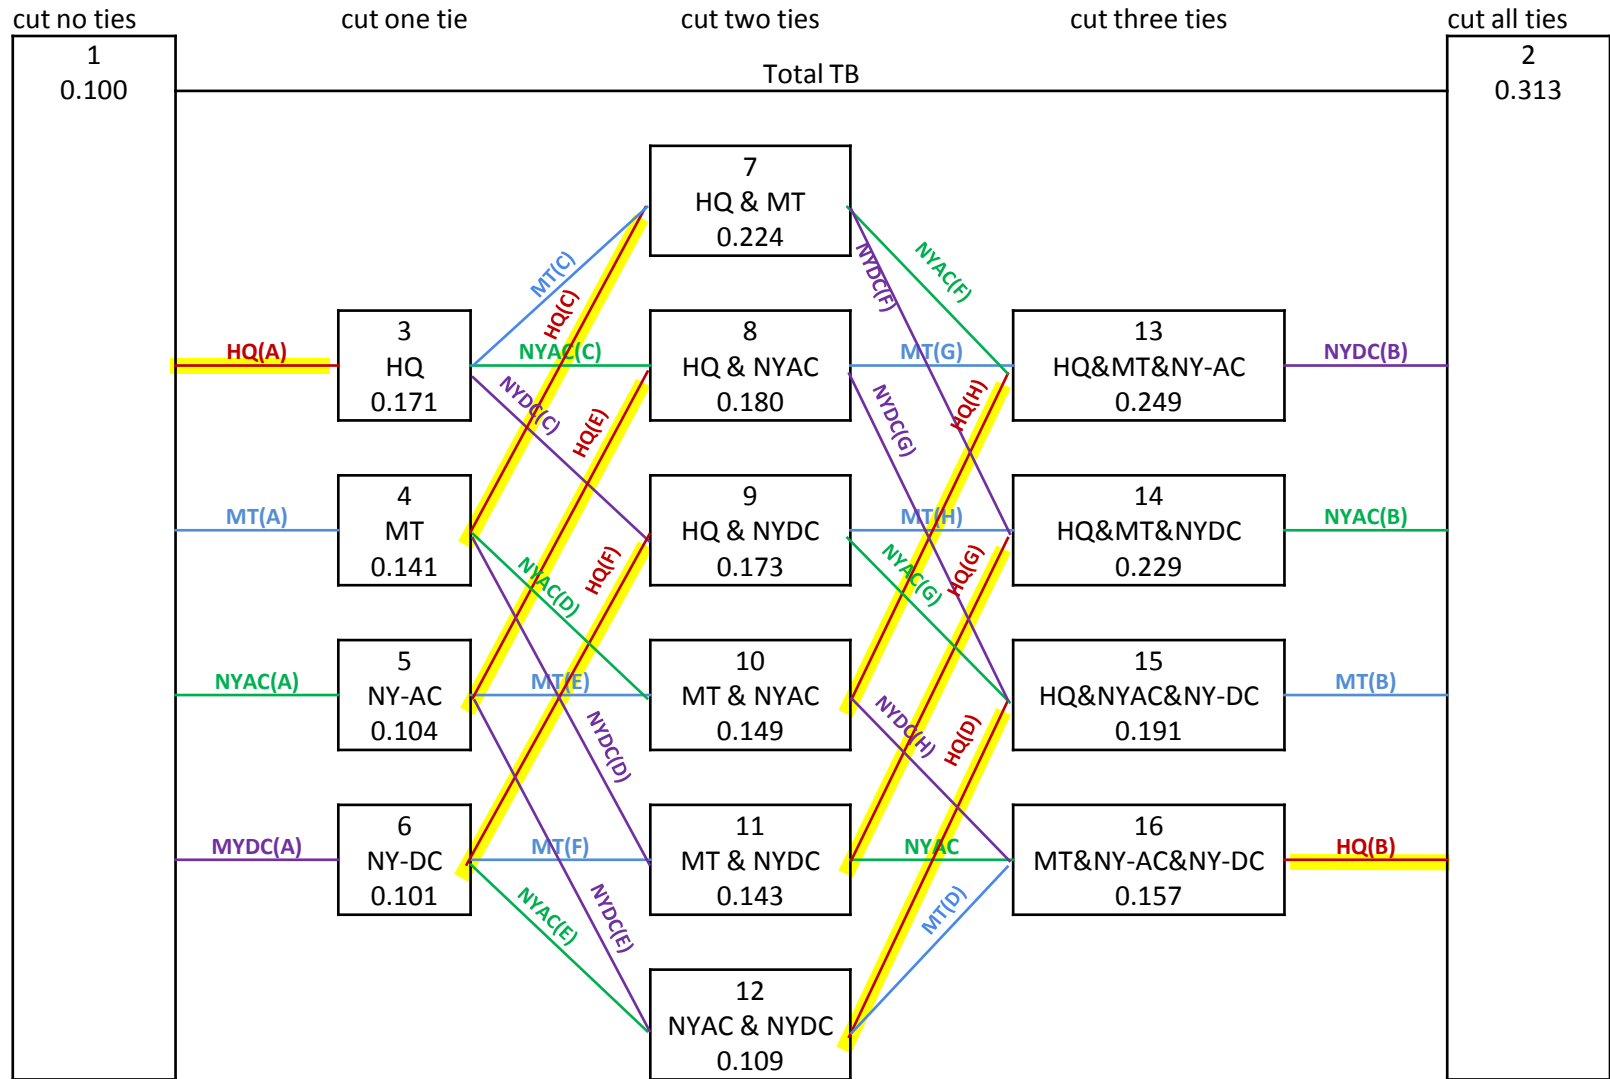 cut no ties
cut one tie
cut two ties
cut three ties
cut all ties
1
0.100
Total TB
2
0.313
7
HQ & MT
0.224
MT(C)
HQ(C)
NYDC(F)
NYAC(F)
HQ(A)
3
HQ
0.171
NYAC(C)
NYDC(C)
HQ(E)
8
HQ & NYAC
0.180
MT(G)
NYDC(G)
HQ(H)
13
HQ&MT&NY-AC
0.249
NYDC(B)
MT(A)
4
MT
0.141
NYAC(D)
HQ(F)
9
HQ & NYDC
0.173
MT(H)
NYAC(G)
HQ(G)
14
HQ&MT&NYDC
0.229
NYAC(B)
NYAC(A)
5
NY-AC
0.104
MT(E)
NYDC(D)
10
MT & NYAC
0.149
NYDC(H)
HQ(D)
15
HQ&NYAC&NY-DC
0.191
MT(B)
MYDC(A)
6
NY-DC
0.101
MT(F)
NYAC(E)
NYDC(E)
11
MT & NYDC
0.143
NYAC
MT(D)
16
MT&NY-AC&NY-DC
0.157
HQ(B)
12
NYAC & NYDC
0.109